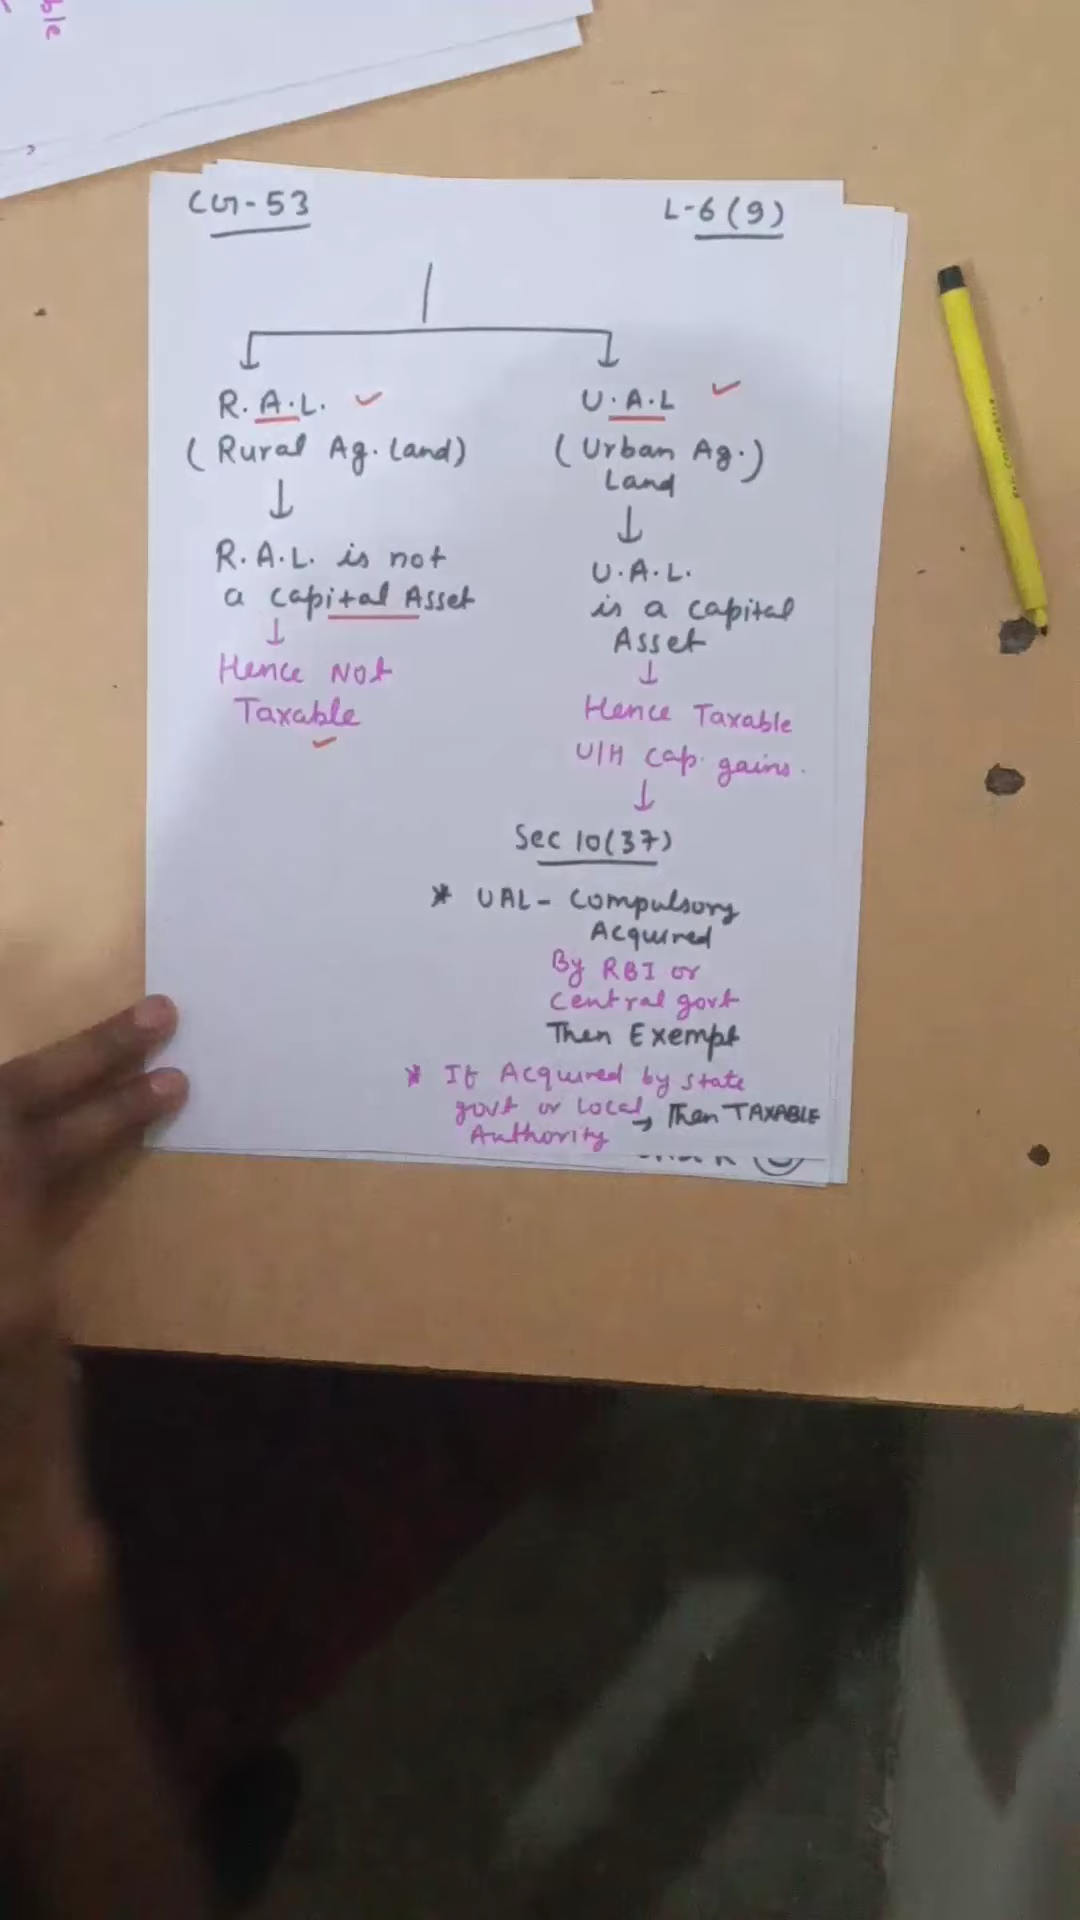 ble
CG-53
L-6(9)
R.A.L.
(Rural Ag. Land)
R.A.L. is not
a capital Asset
Hence Not
Taxable
U.A.L
(Urban Ag.)
Land
U.A.L.
is a capital
Asset
Hence Taxable
U/H cap. gains.
Sec 10(37)
* UAL - Compulsory
Acquired
By RBI or
Central govt
Then Exempt
* If Acquired by state
govt or Local → Then TAXABLE
Authority